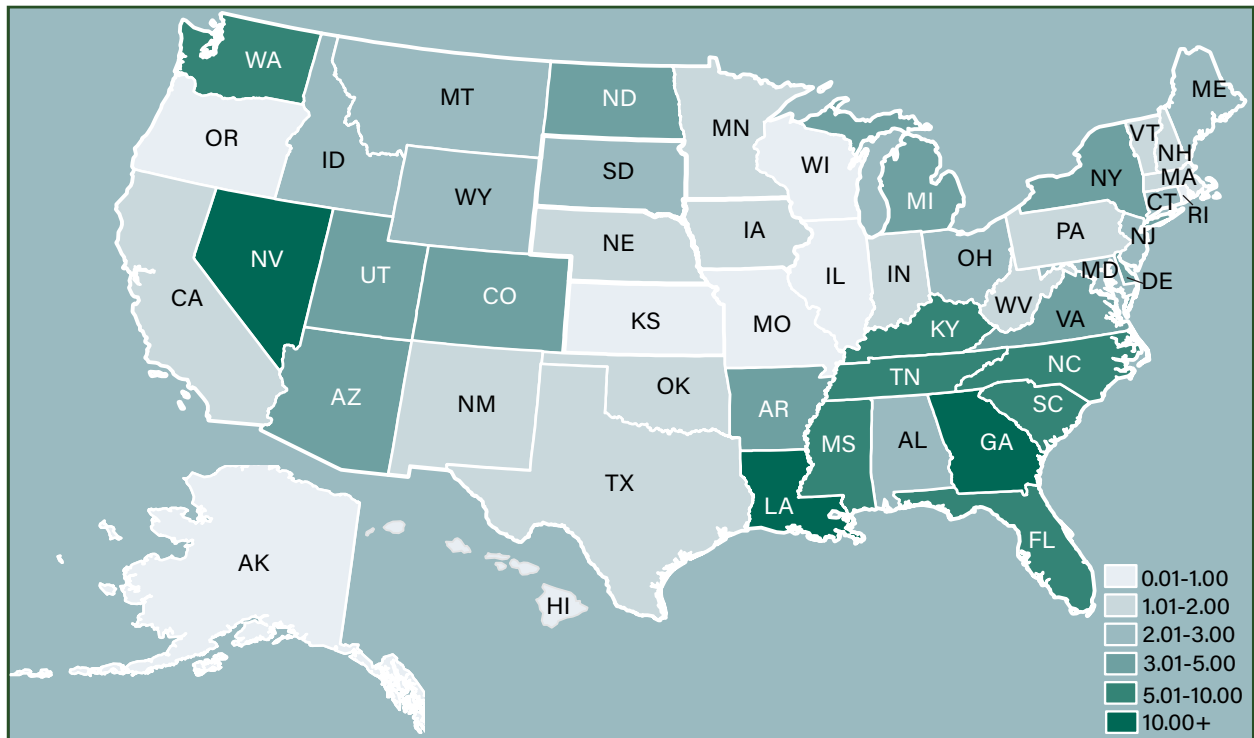 WA
MT
ND
MN
ME
VT
NH
OR
ID
SD
WI
MI
NY
MA
CT
RI
WY
IA
PA
NJ
NE
NV
UT
CO
IL
IN
OH
MD
DE
WV
CA
KS
MO
KY
VA
AZ
NM
OK
AR
TN
NC
SC
MS
AL
GA
TX
LA
FL
AK
HI
0.01-1.00
1.01-2.00
2.01-3.00
3.01-5.00
5.01-10.00
10.00+